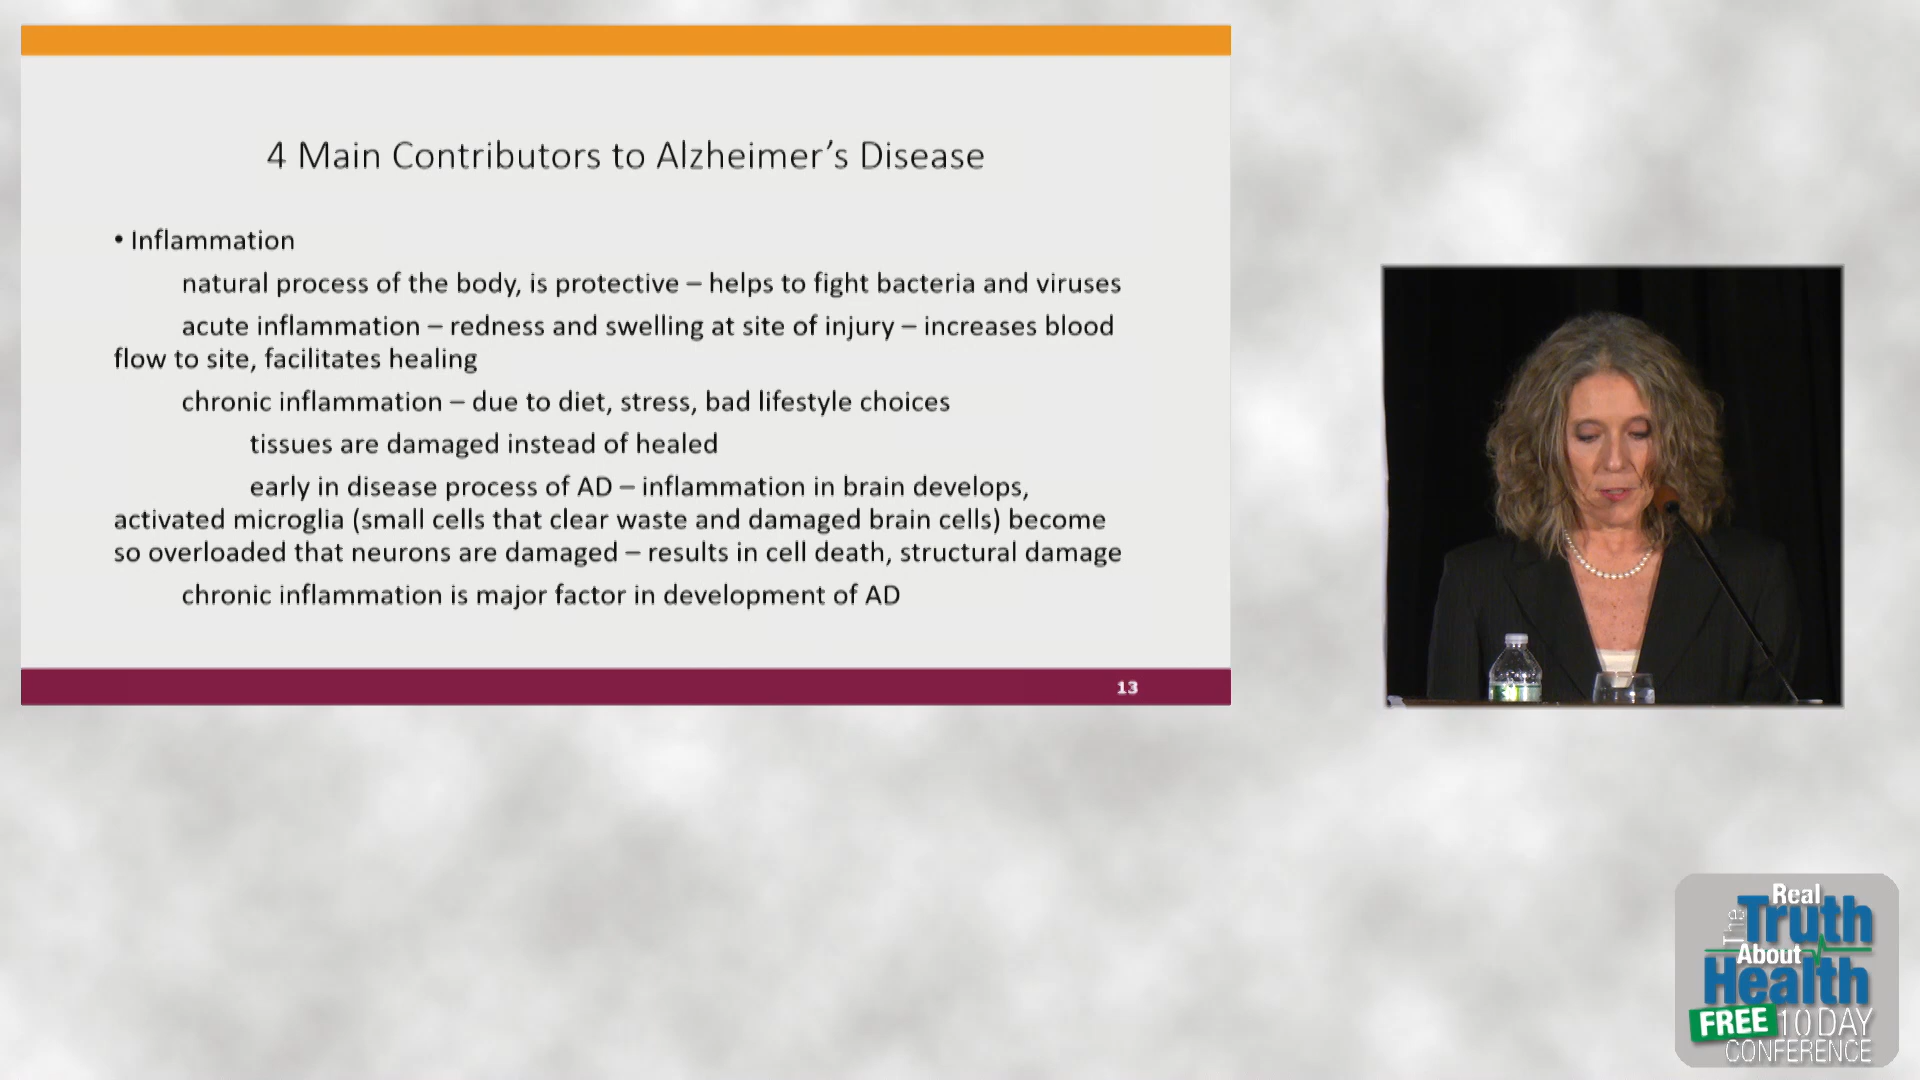 4 Main Contributors to Alzheimer’s Disease
• Inflammation
natural process of the body, is protective – helps to fight bacteria and viruses
acute inflammation – redness and swelling at site of injury – increases blood
flow to site, facilitates healing
chronic inflammation – due to diet, stress, bad lifestyle choices
tissues are damaged instead of healed
early in disease process of AD – inflammation in brain develops,
activated microglia (small cells that clear waste and damaged brain cells) become
so overloaded that neurons are damaged – results in cell death, structural damage
chronic inflammation is major factor in development of AD
13
The Real
Truth
About
Health
FREE 10 DAY
CONFERENCE